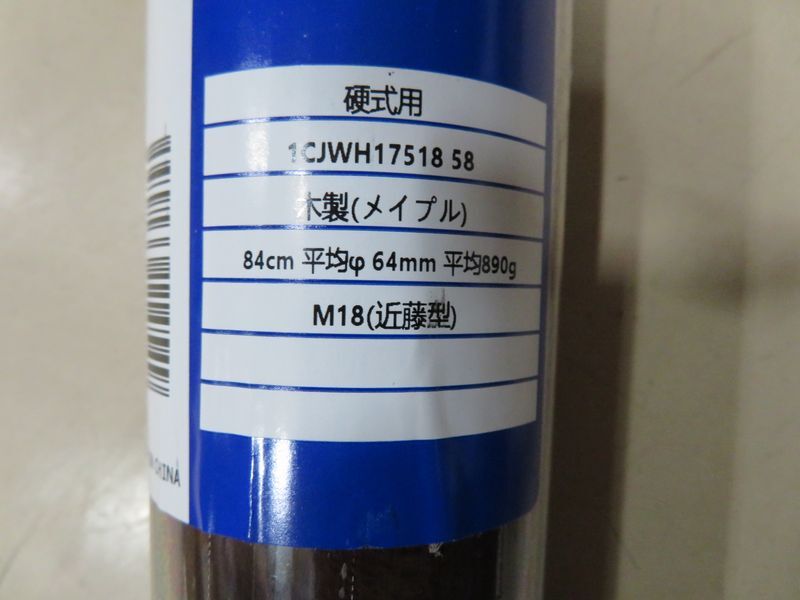 硬式用
1CJWH17518 58
木製(メイプル)
84cm 平均φ 64mm 平均890g
M18(近藤型)
CHINA